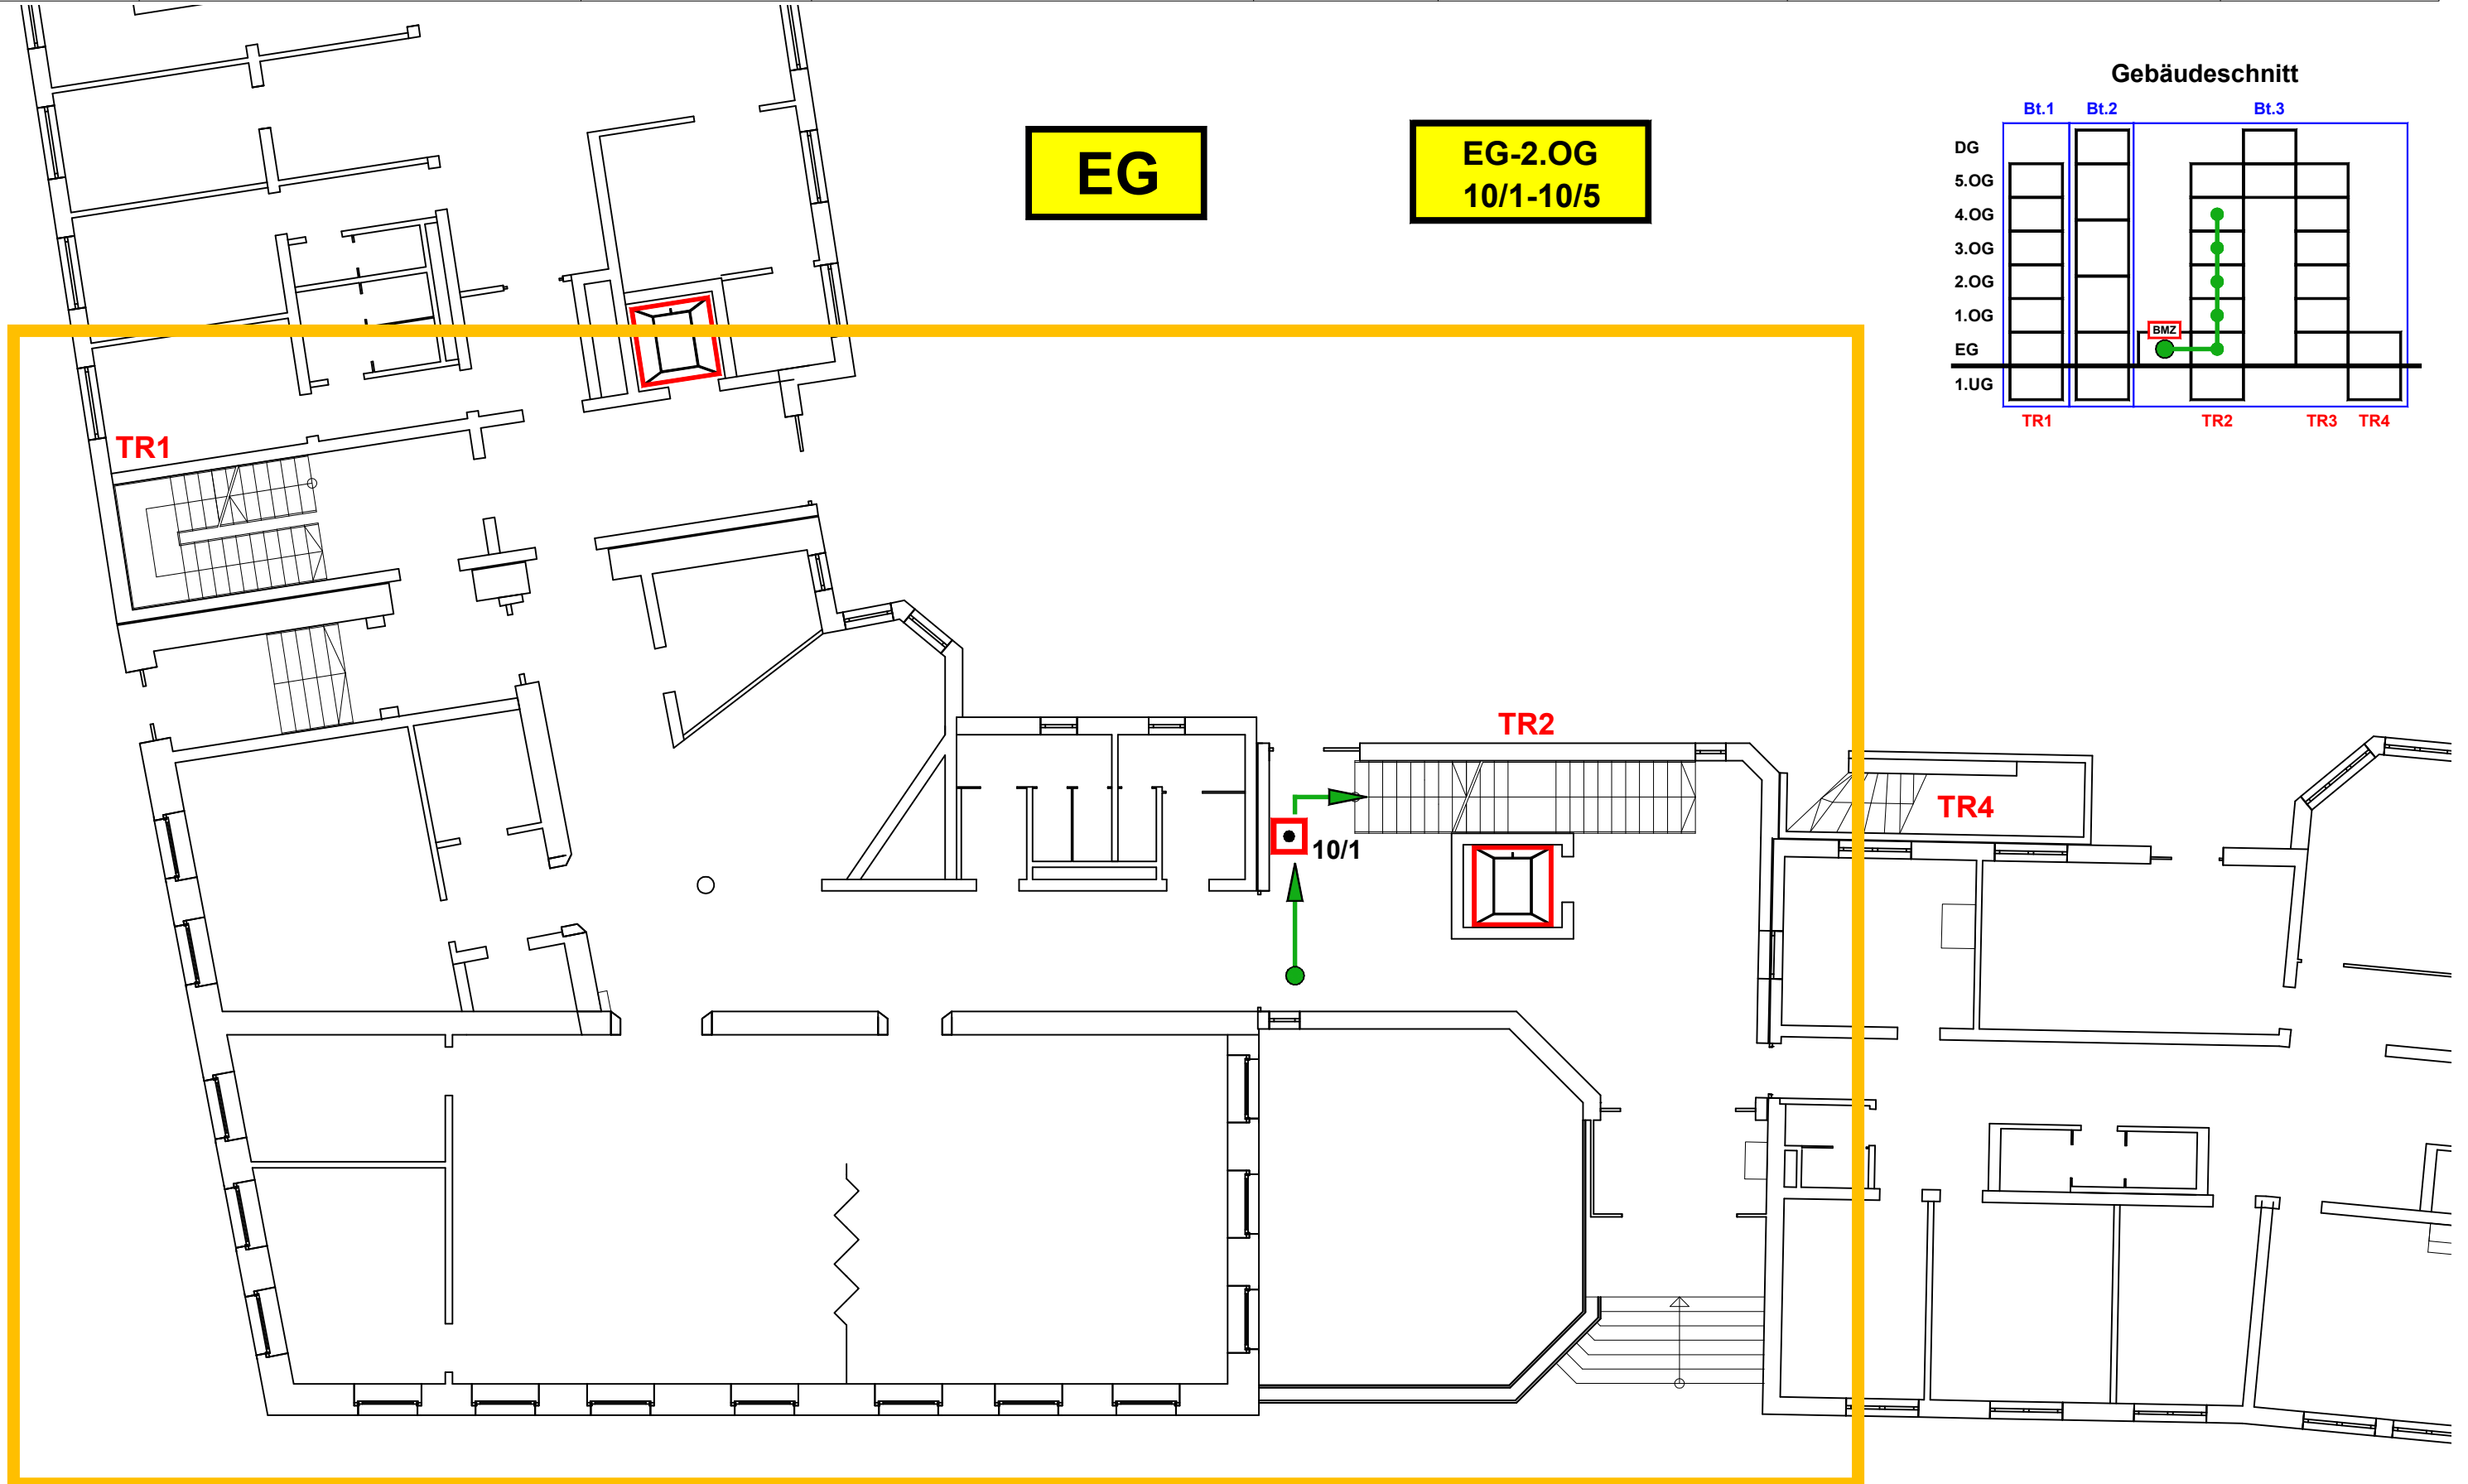 Gebäudeschnitt
EG
EG-2.OG
10/1-10/5
Bt.1
Bt.2
Bt.3
DG
5.OG
4.OG
3.OG
2.OG
1.OG
BMZ
EG
1.UG
TR1
TR2
TR3
TR4
TR1
TR2
TR4
10/1